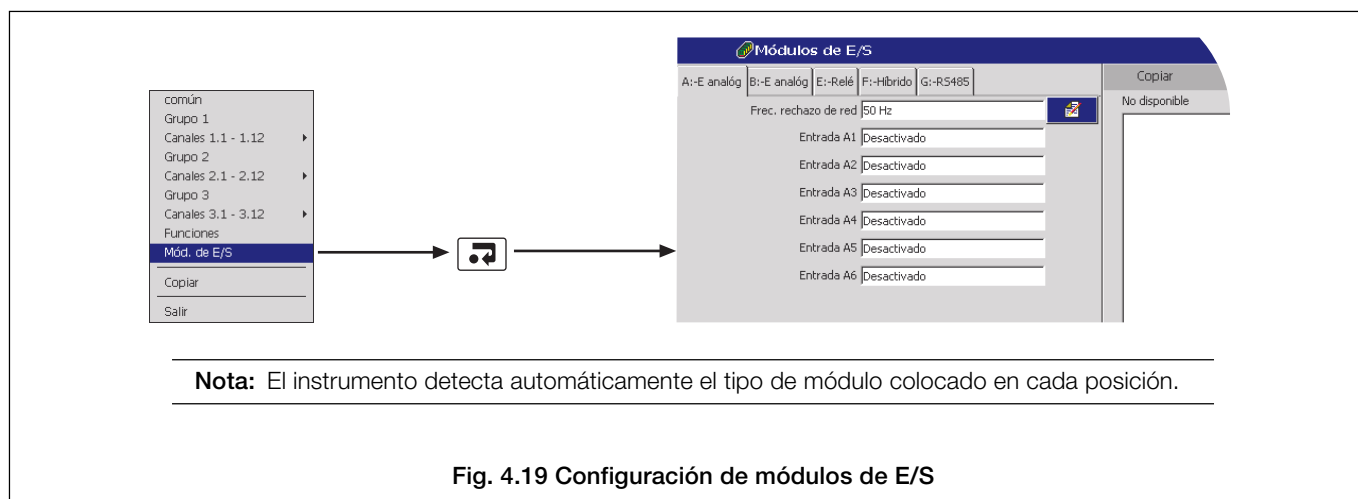 común
Grupo 1
Canales 1.1 - 1.12
Grupo 2
Canales 2.1 - 2.12
Grupo 3
Canales 3.1 - 3.12
Funciones
Mód. de E/S
Copiar
Salir
Módulos de E/S
A:-E analóg B:-E analóg E:-Relé F:-Híbrido G:-RS485
Frec. rechazo de red 50 Hz
Entrada A1 Desactivado
Entrada A2 Desactivado
Entrada A3 Desactivado
Entrada A4 Desactivado
Entrada A5 Desactivado
Entrada A6 Desactivado
Copiar
No disponible
Nota: El instrumento detecta automáticamente el tipo de módulo colocado en cada posición.
Fig. 4.19 Configuración de módulos de E/S